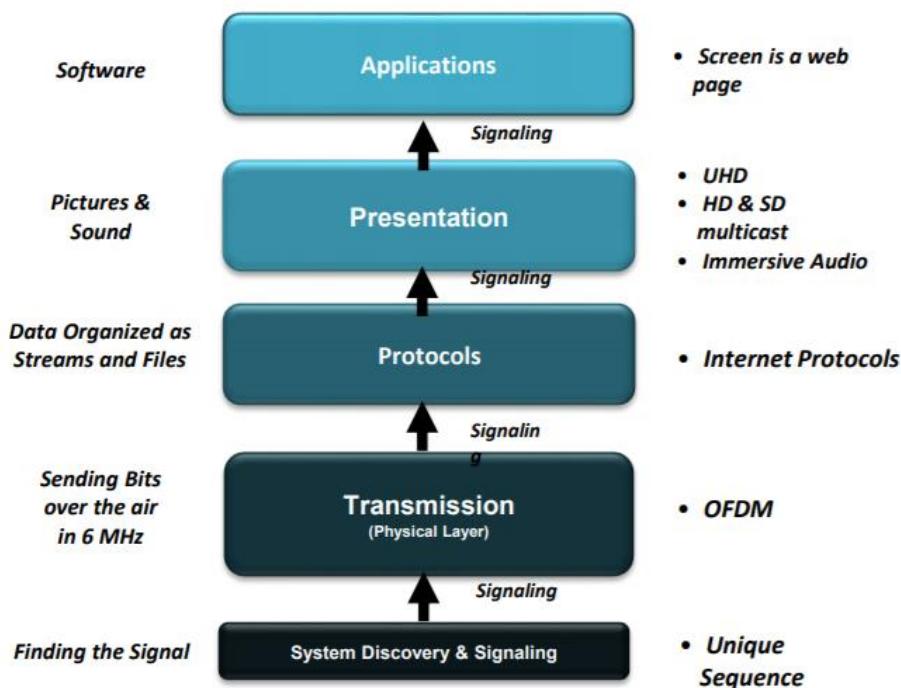 Software
Applications
• Screen is a web
page
Signaling
Pictures &
Sound
Presentation
• UHD
• HD & SD
multicast
• Immersive Audio
Signaling
Data Organized as
Streams and Files
Protocols
• Internet Protocols
Signalin
g
Sending Bits
over the air
in 6 MHz
Transmission
(Physical Layer)
• OFDM
Signaling
Finding the Signal
System Discovery & Signaling
• Unique
Sequence